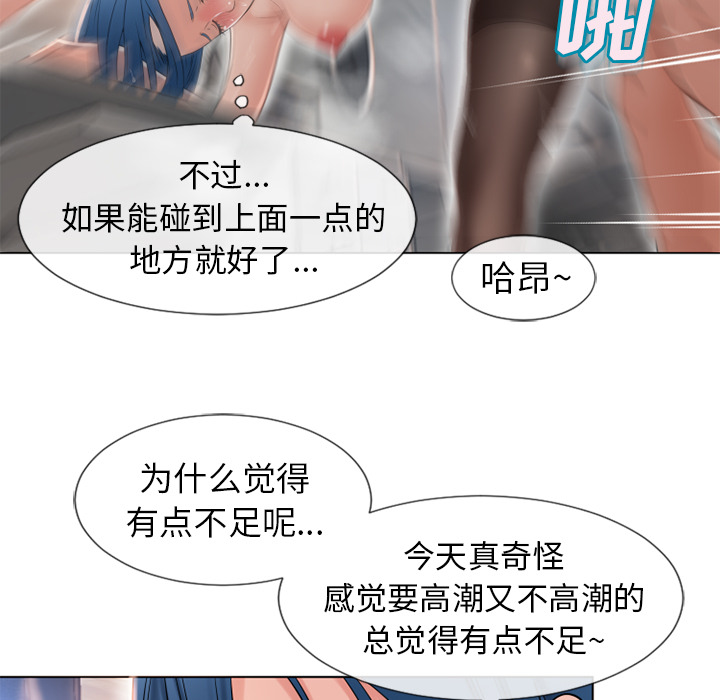 啪
不过...
如果能碰到上面一点的
地方就好了...
哈昂~
为什么觉得
有点不足呢...
今天真奇怪
感觉要高潮又不高潮的
总觉得有点不足~